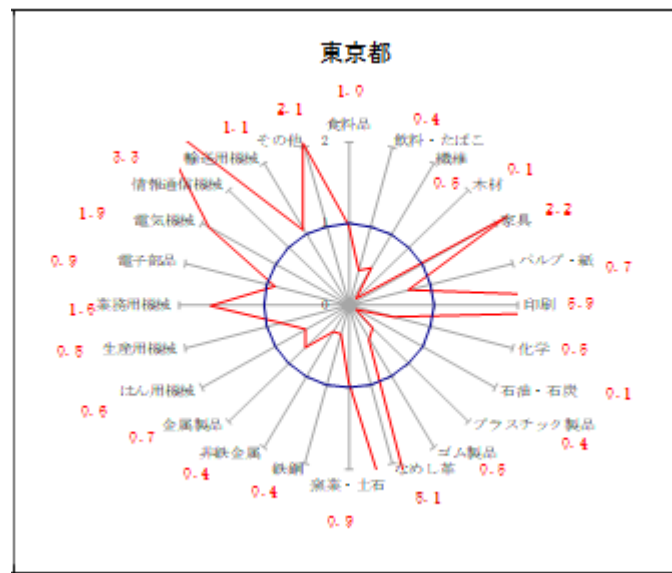 東京都
1.0
食料品
0.4
飲料・たばこ
繊維
0.5
木材
0.1
家具
2.2
パルプ・紙
0.7
印刷
5.9
化学
0.5
石油・石炭
0.1
プラスチック製品
0.4
ゴム製品
0.5
なめし革
5.1
窯業・土石
0.9
鉄鋼
0.4
非鉄金属
0.4
金属製品
0.7
はん用機械
0.6
生産用機械
0.5
業務用機械
1.6
電子部品
0.9
電気機械
1.9
情報通信機械
3.3
輸送用機械
1.1
その他
2.1
2
1
0